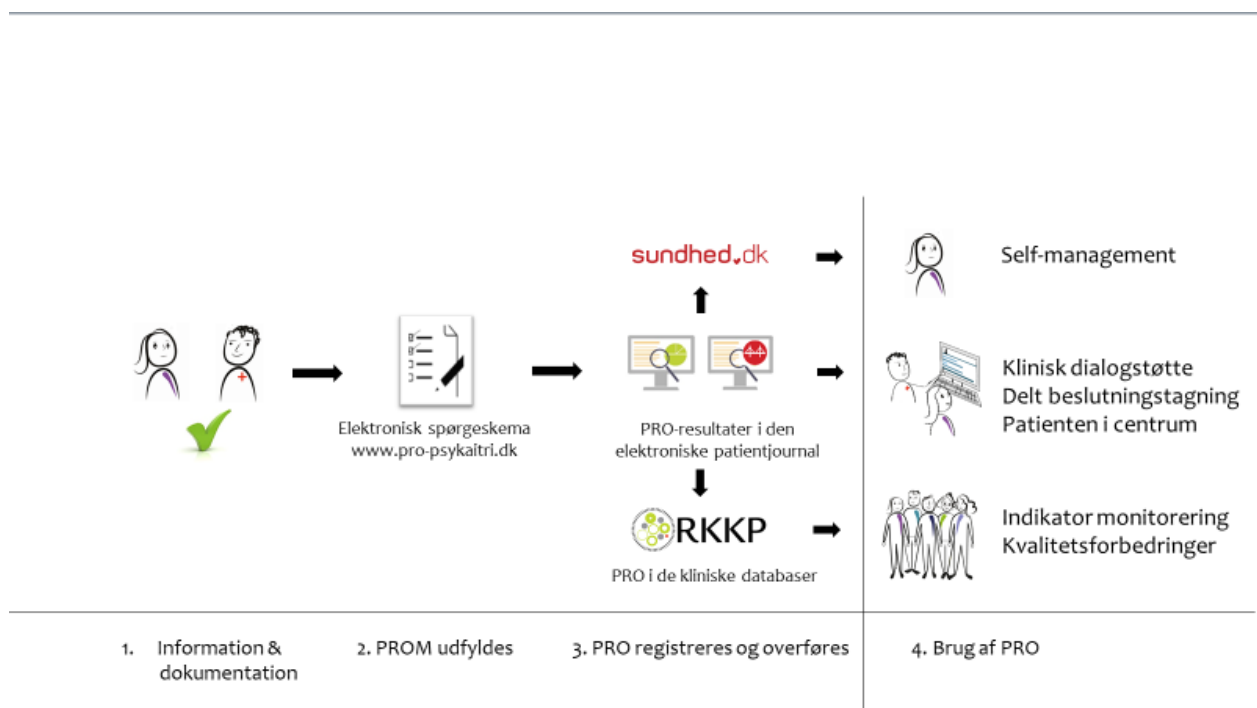 sundhed.dk
Self-management
Elektronisk spørgeskema
www.pro-psykaitri.dk
PRO-resultater i den
elektroniske patientjournal
Klinisk dialogstøtte
Delt beslutningstagning
Patienten i centrum
RKKP
PRO i de kliniske databaser
Indikator monitorering
Kvalitetsforbedringer
1. Information &
dokumentation
2. PROM udfyldes
3. PRO registreres og overføres
4. Brug af PRO